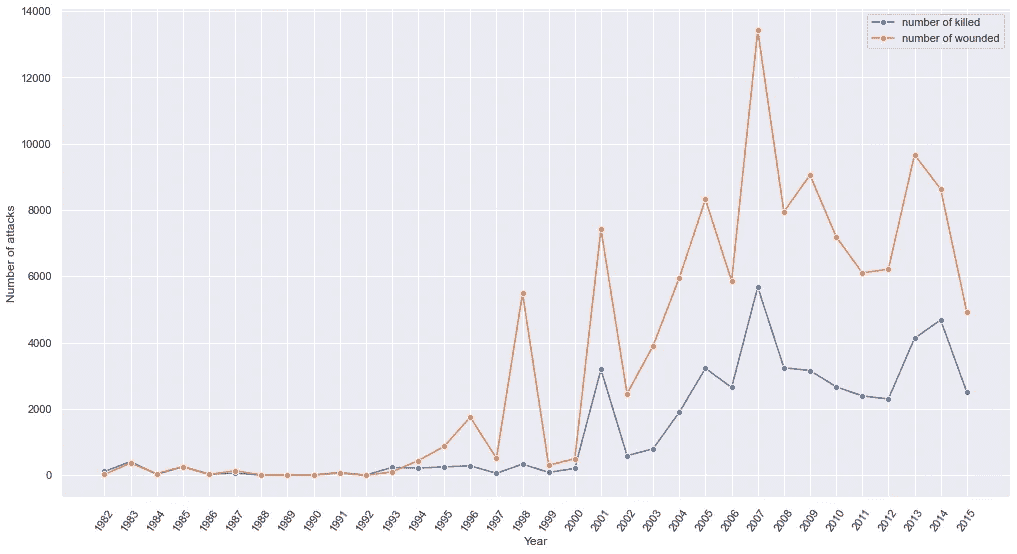 14000
12000
10000
8000
6000
4000
2000
0
Number of attacks
number of killed
number of wounded
1982 1983 1984 1985 1986 1987 1988 1989 1990 1991 1992 1993 1994 1995 1996 1997 1998 1999 2000 2001 2002 2003 2004 2005 2006 2007 2008 2009 2010 2011 2012 2013 2014 2015
Year